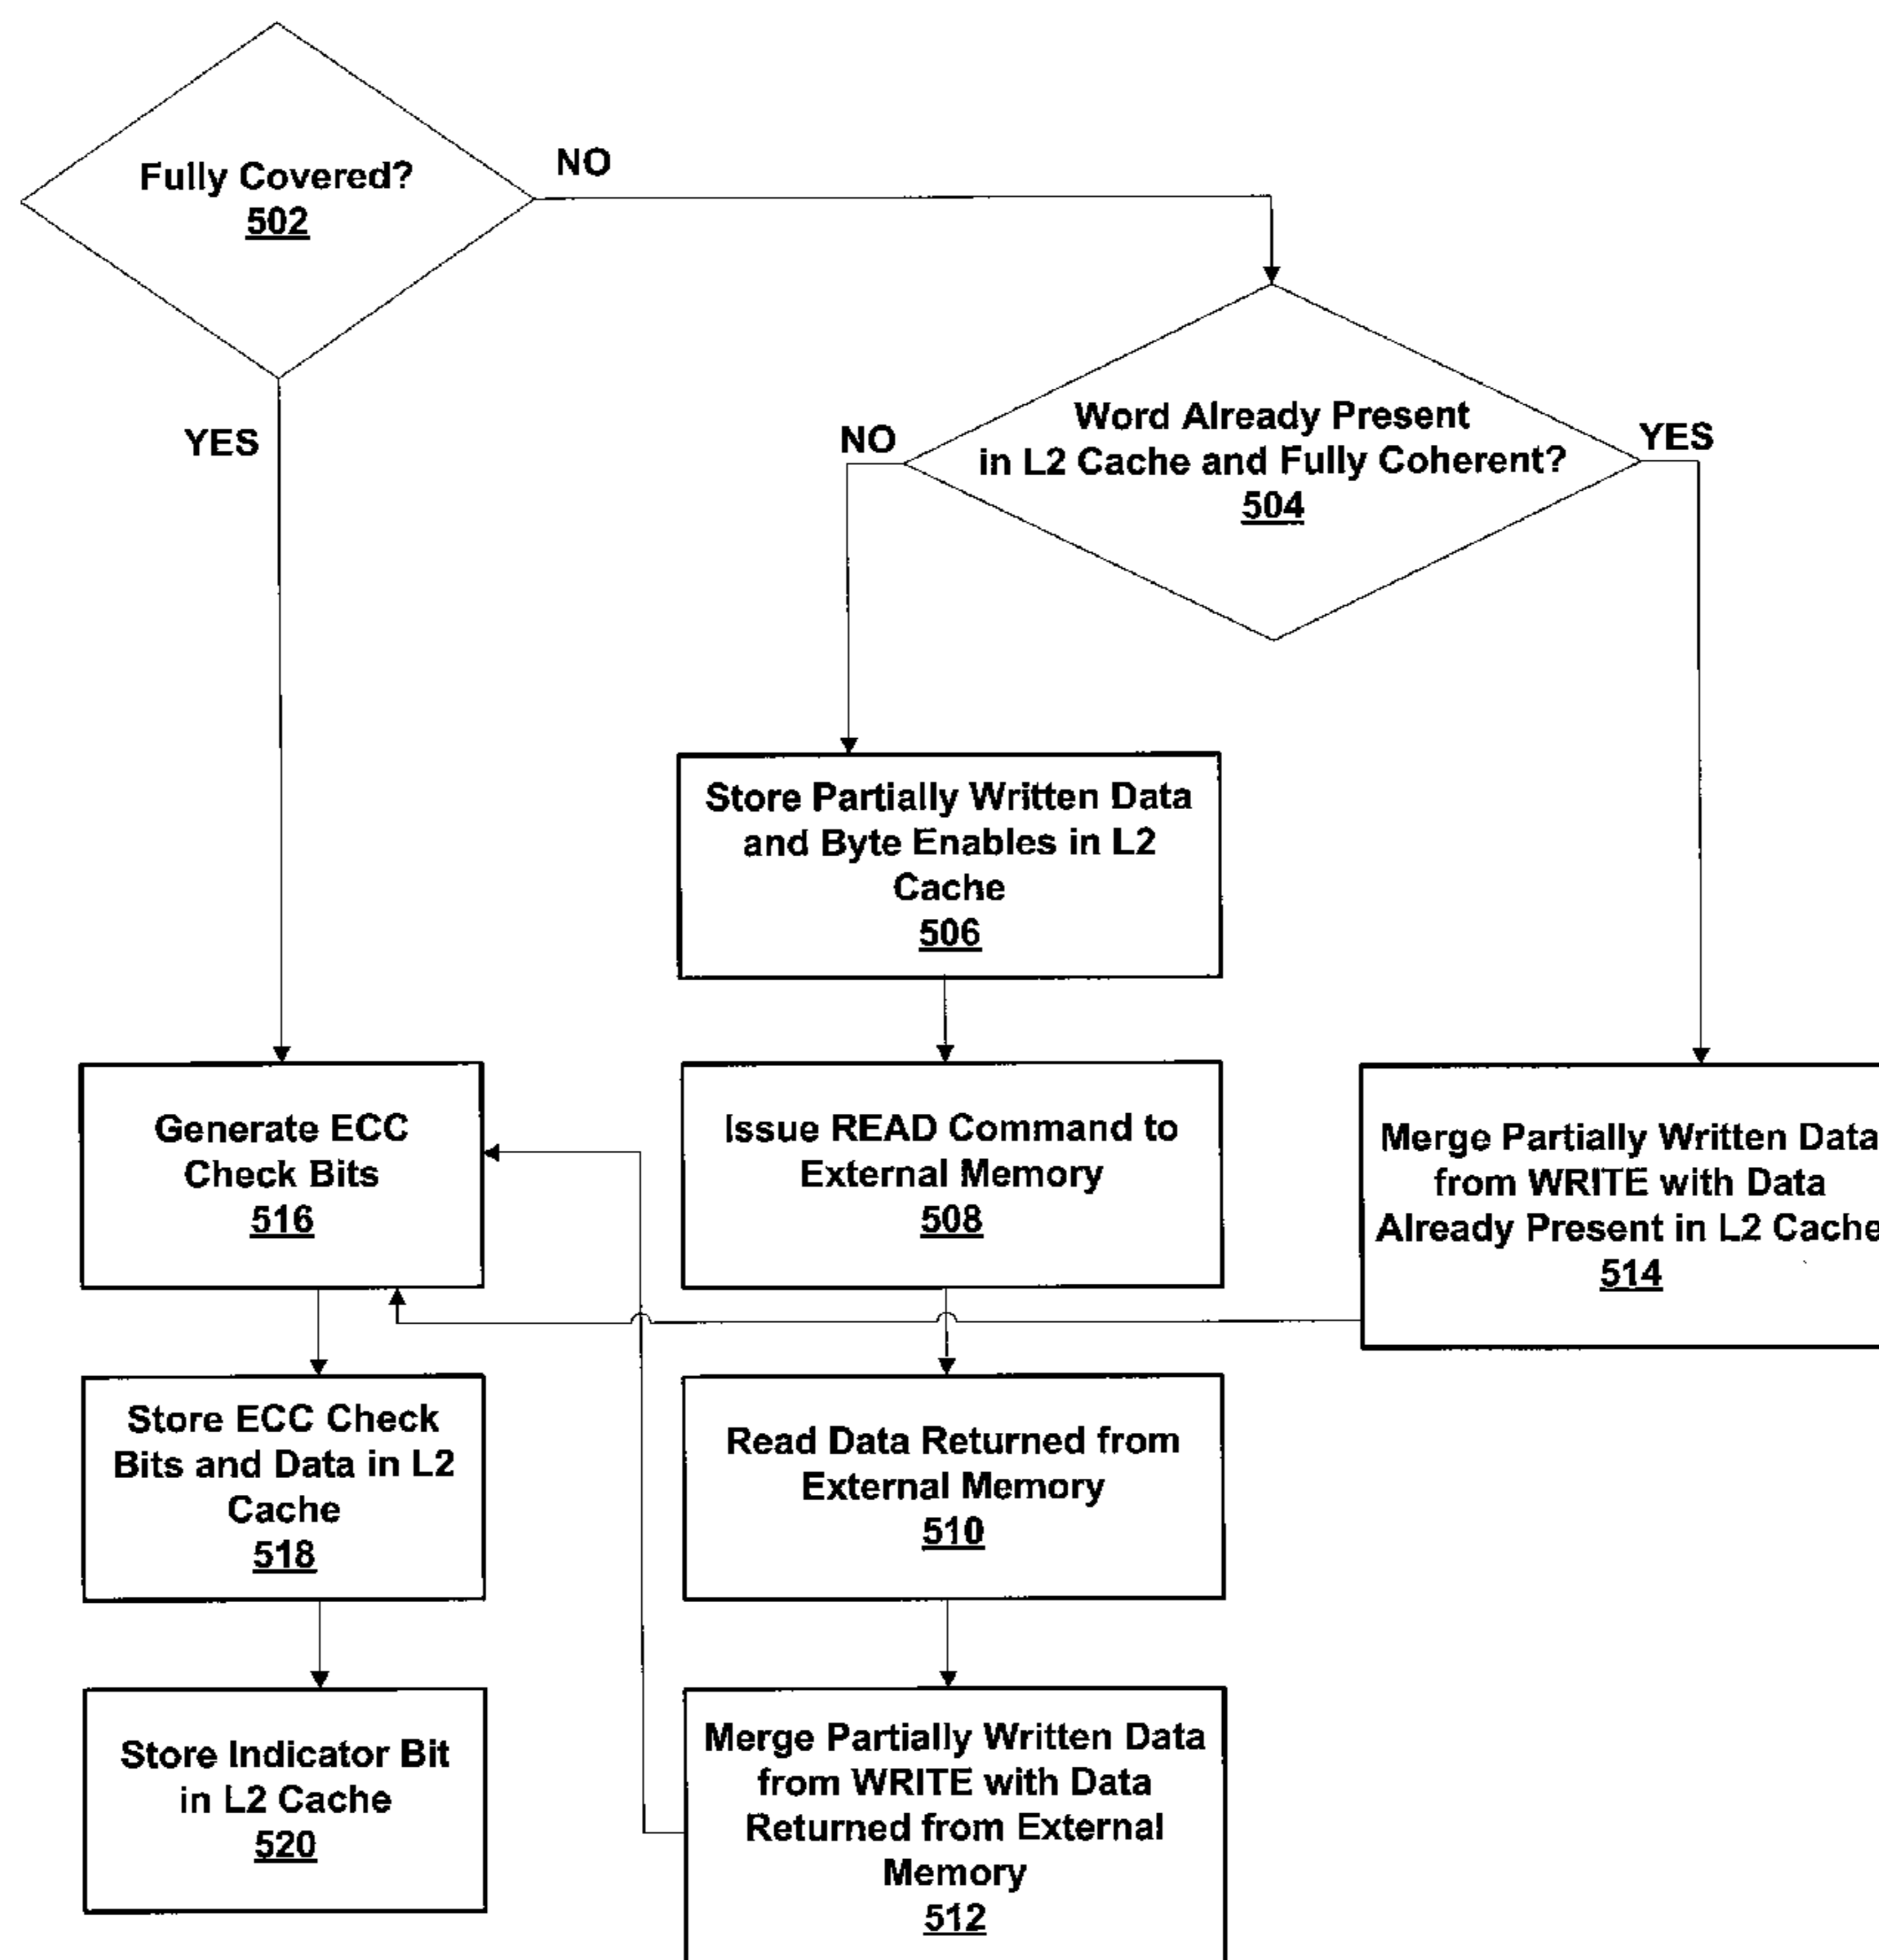 Fully Covered?
502
NO
YES
Word Already Present
in L2 Cache and Fully Coherent?
504
NO
YES
Store Partially Written Data
and Byte Enables in L2
Cache
506
Generate ECC
Check Bits
516
Issue READ Command to
External Memory
508
Merge Partially Written Data
from WRITE with Data
Already Present in L2 Cache
514
Store ECC Check
Bits and Data in L2
Cache
518
Read Data Returned from
External Memory
510
Store Indicator Bit
in L2 Cache
520
Merge Partially Written Data
from WRITE with Data
Returned from External
Memory
512